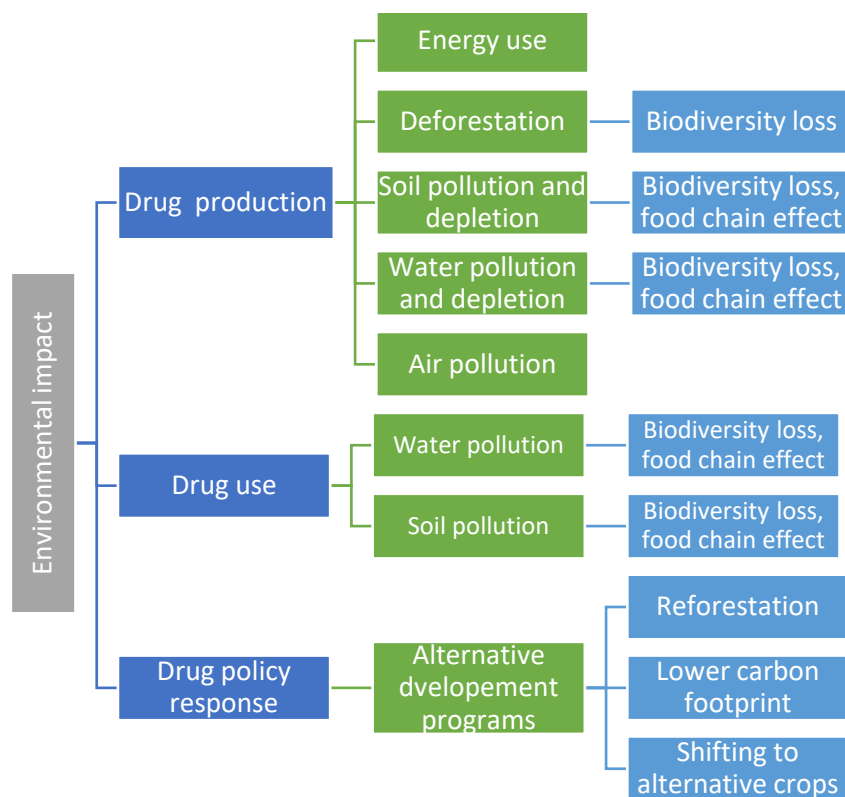 Environmental impact
Drug production
Energy use
Deforestation
Biodiversity loss
Soil pollution and
depletion
Biodiversity loss,
food chain effect
Water pollution
and depletion
Biodiversity loss,
food chain effect
Air pollution
Drug use
Water pollution
Biodiversity loss,
food chain effect
Soil pollution
Biodiversity loss,
food chain effect
Drug policy
response
Alternative
dvelopement
programs
Reforestation
Lower carbon
footprint
Shifting to
alternative crops